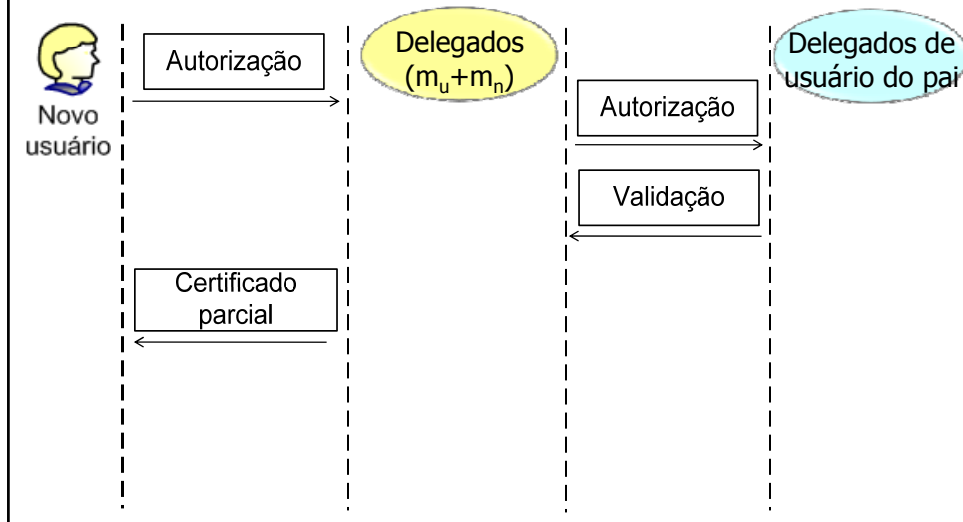 Novo
usuário
Autorização
Delegados
(mu+mn)
Delegados de
usuário do pai
Autorização
Validação
Certificado
parcial